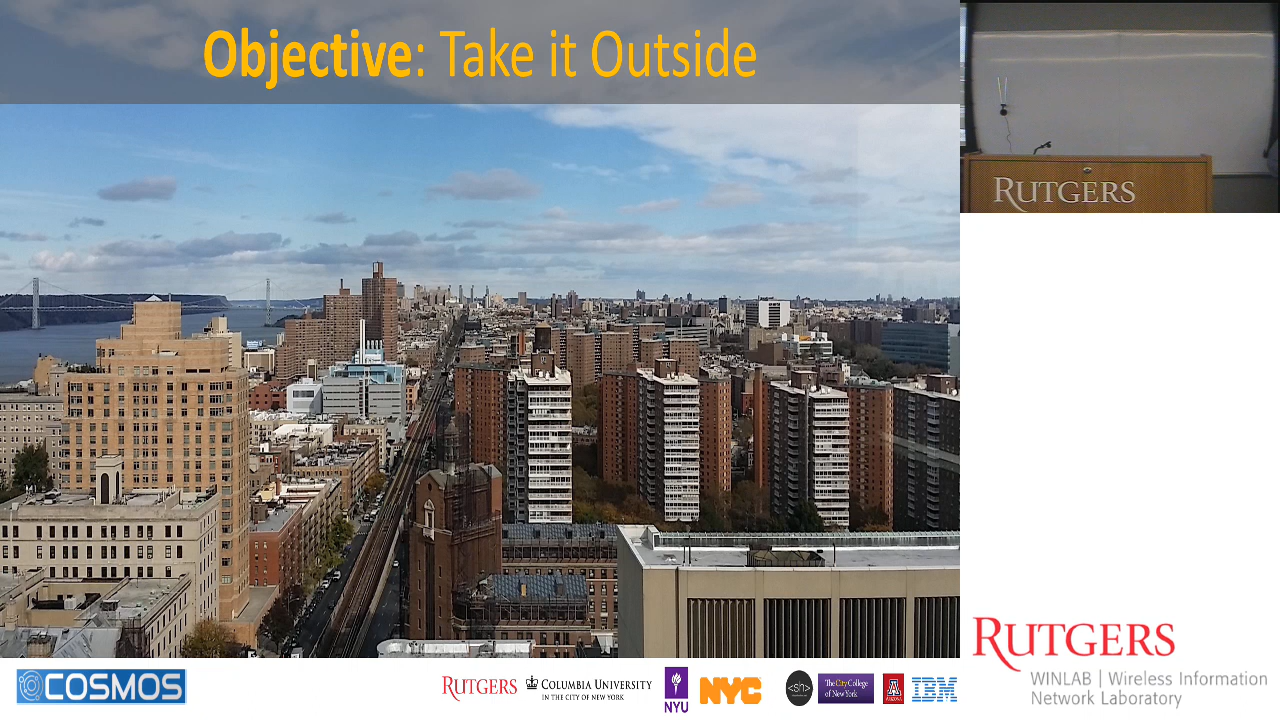 Objective: Take it Outside
RUTGERS
COSMOS
RUTGERS
COLUMBIA UNIVERSITY
IN THE CITY OF NEW YORK
NYU
NYC
<sh>
The City College
of New York
IBM
RUTGERS
WINLAB | Wireless Information
Network Laboratory